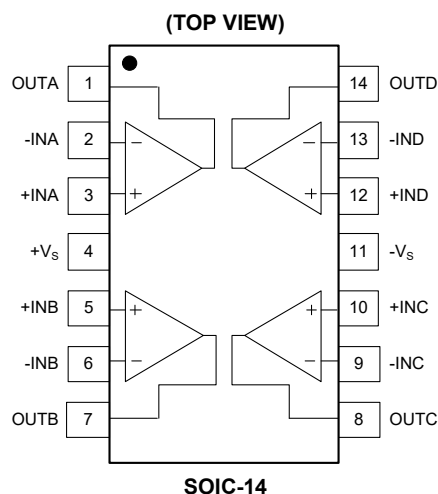 (TOP VIEW)
OUTA 1 14 OUTD
-INA 2 − − 13 -IND
+INA 3 + + 12 +IND
+VS 4 11 -VS
+INB 5 + + 10 +INC
-INB 6 − − 9 -INC
OUTB 7 8 OUTC
SOIC-14